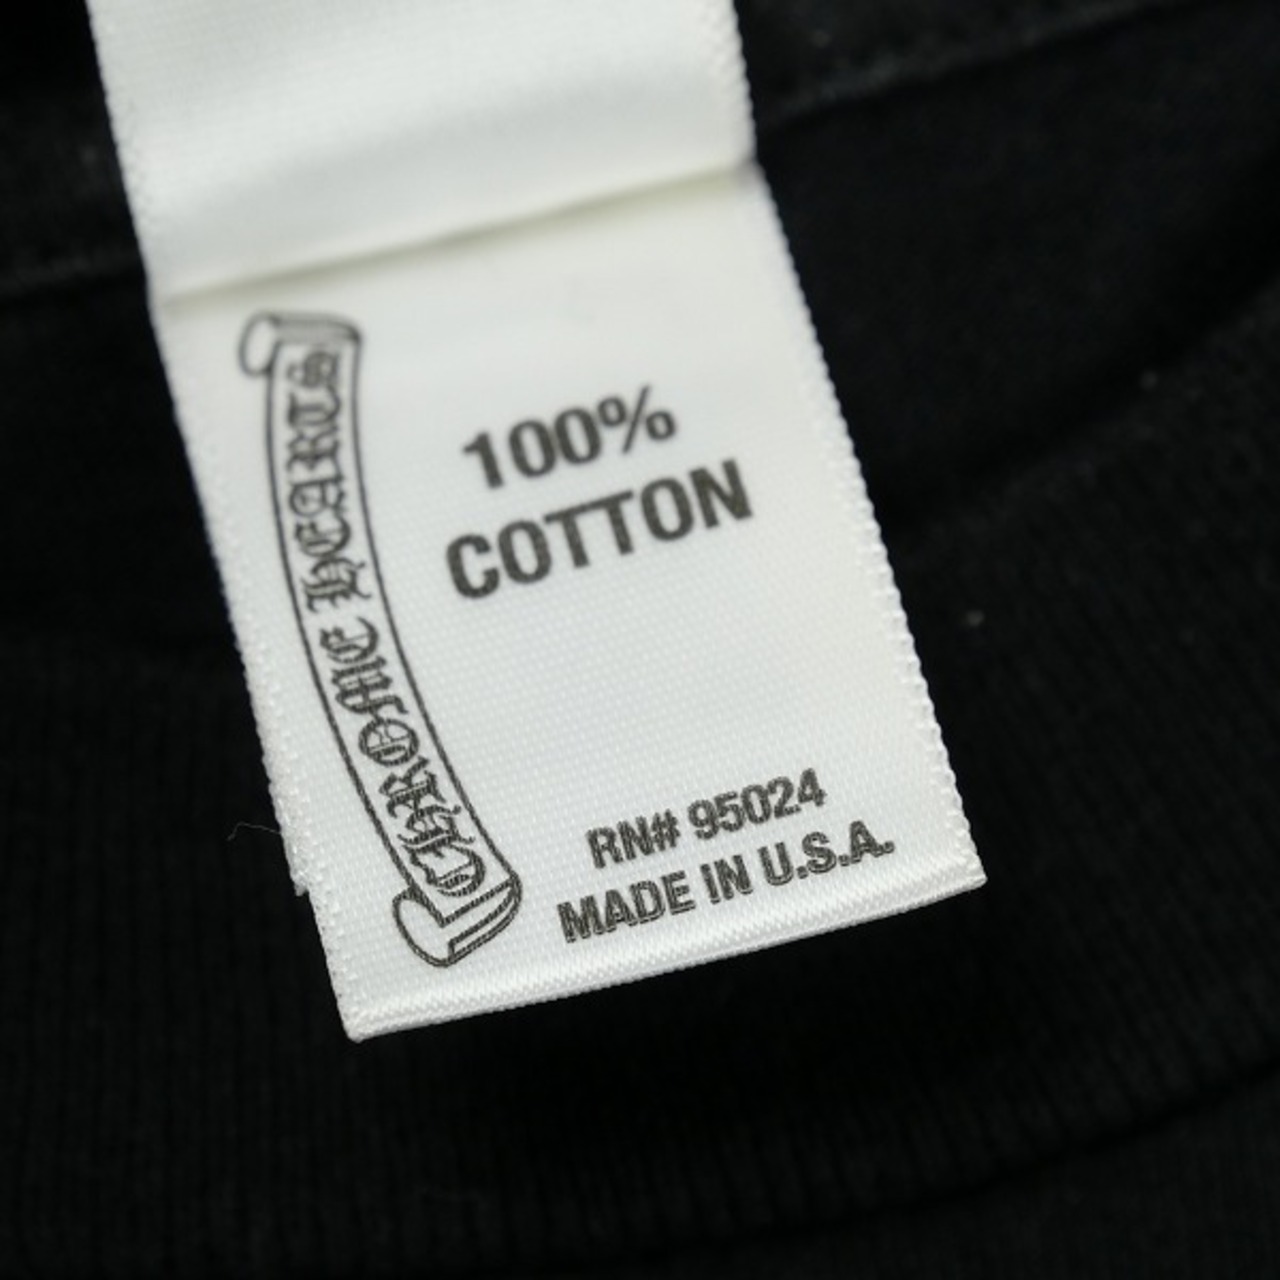 CHROME HEARTS
100%
COTTON
RN# 95024
MADE IN U.S.A.